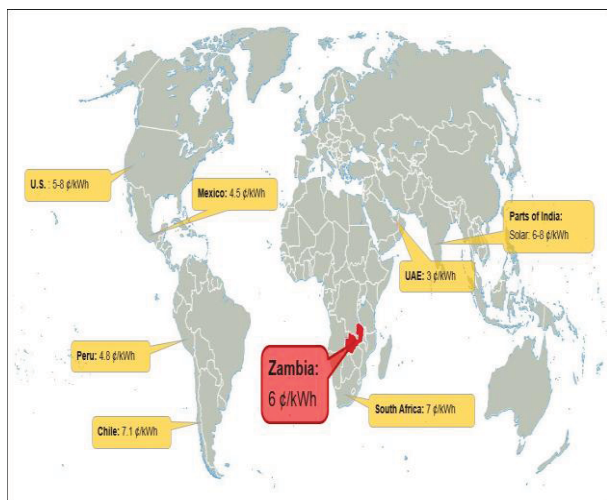 U.S. : 5-8 ¢/kWh
Mexico: 4.5 ¢/kWh
Parts of India:
Solar: 6-8 ¢/kWh
UAE: 3 ¢/kWh
Peru: 4.8 ¢/kWh
Zambia:
6 ¢/kWh
South Africa: 7 ¢/kWh
Chile: 7.1 ¢/kWh